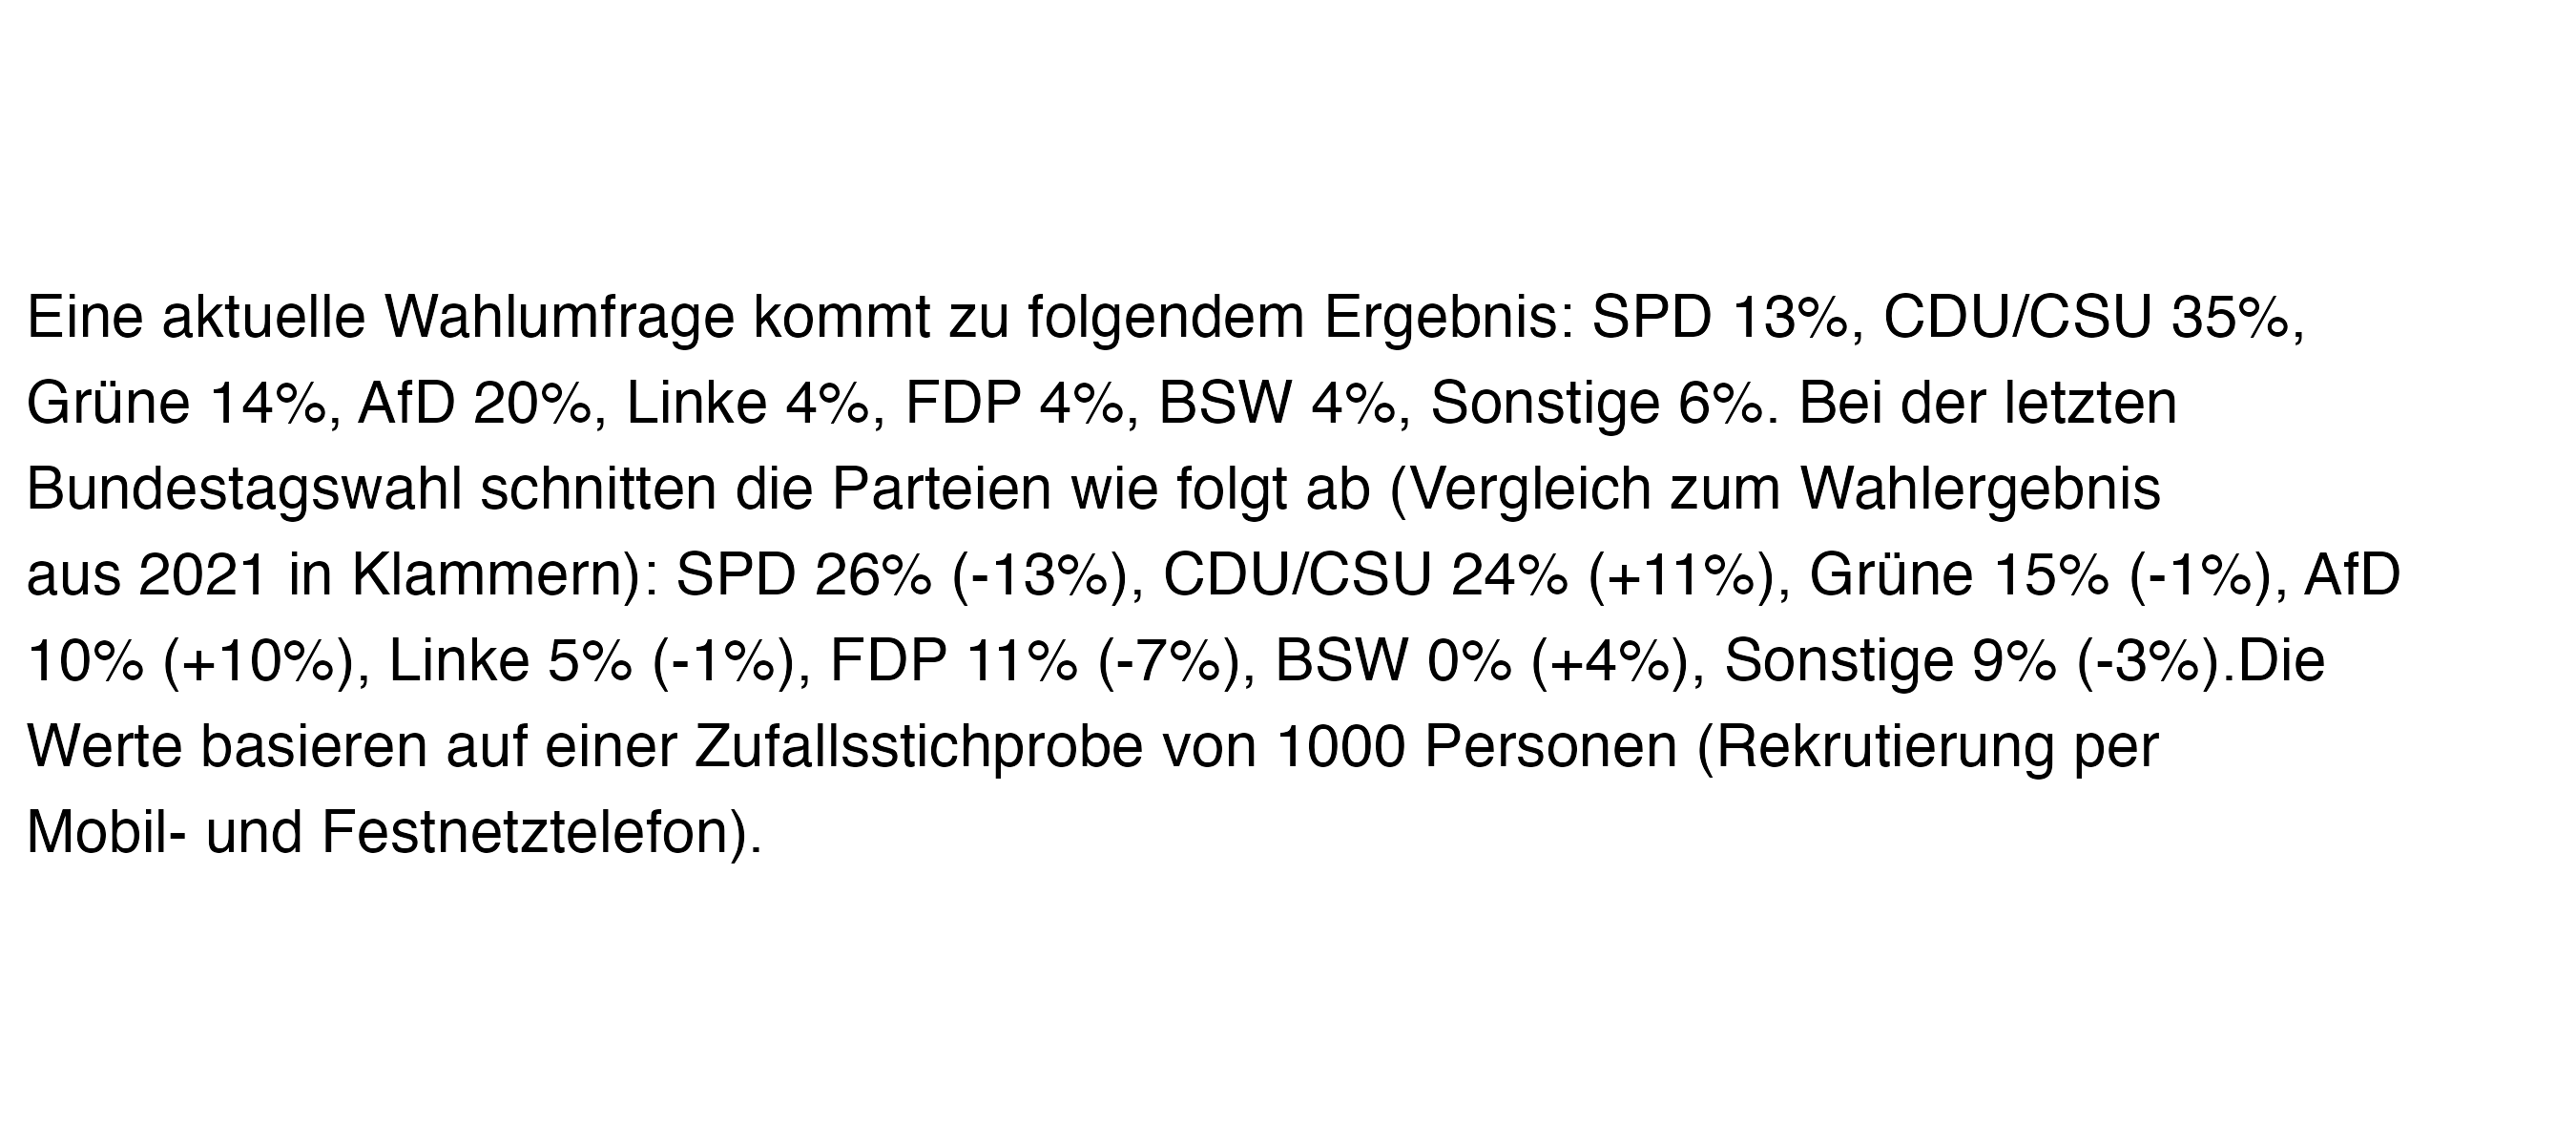 Eine aktuelle Wahlumfrage kommt zu folgendem Ergebnis: SPD 13%, CDU/CSU 35%,
Grüne 14%, AfD 20%, Linke 4%, FDP 4%, BSW 4%, Sonstige 6%. Bei der letzten
Bundestagswahl schnitten die Parteien wie folgt ab (Vergleich zum Wahlergebnis
aus 2021 in Klammern): SPD 26% (-13%), CDU/CSU 24% (+11%), Grüne 15% (-1%), AfD
10% (+10%), Linke 5% (-1%), FDP 11% (-7%), BSW 0% (+4%), Sonstige 9% (-3%).Die
Werte basieren auf einer Zufallsstichprobe von 1000 Personen (Rekrutierung per
Mobil- und Festnetztelefon).